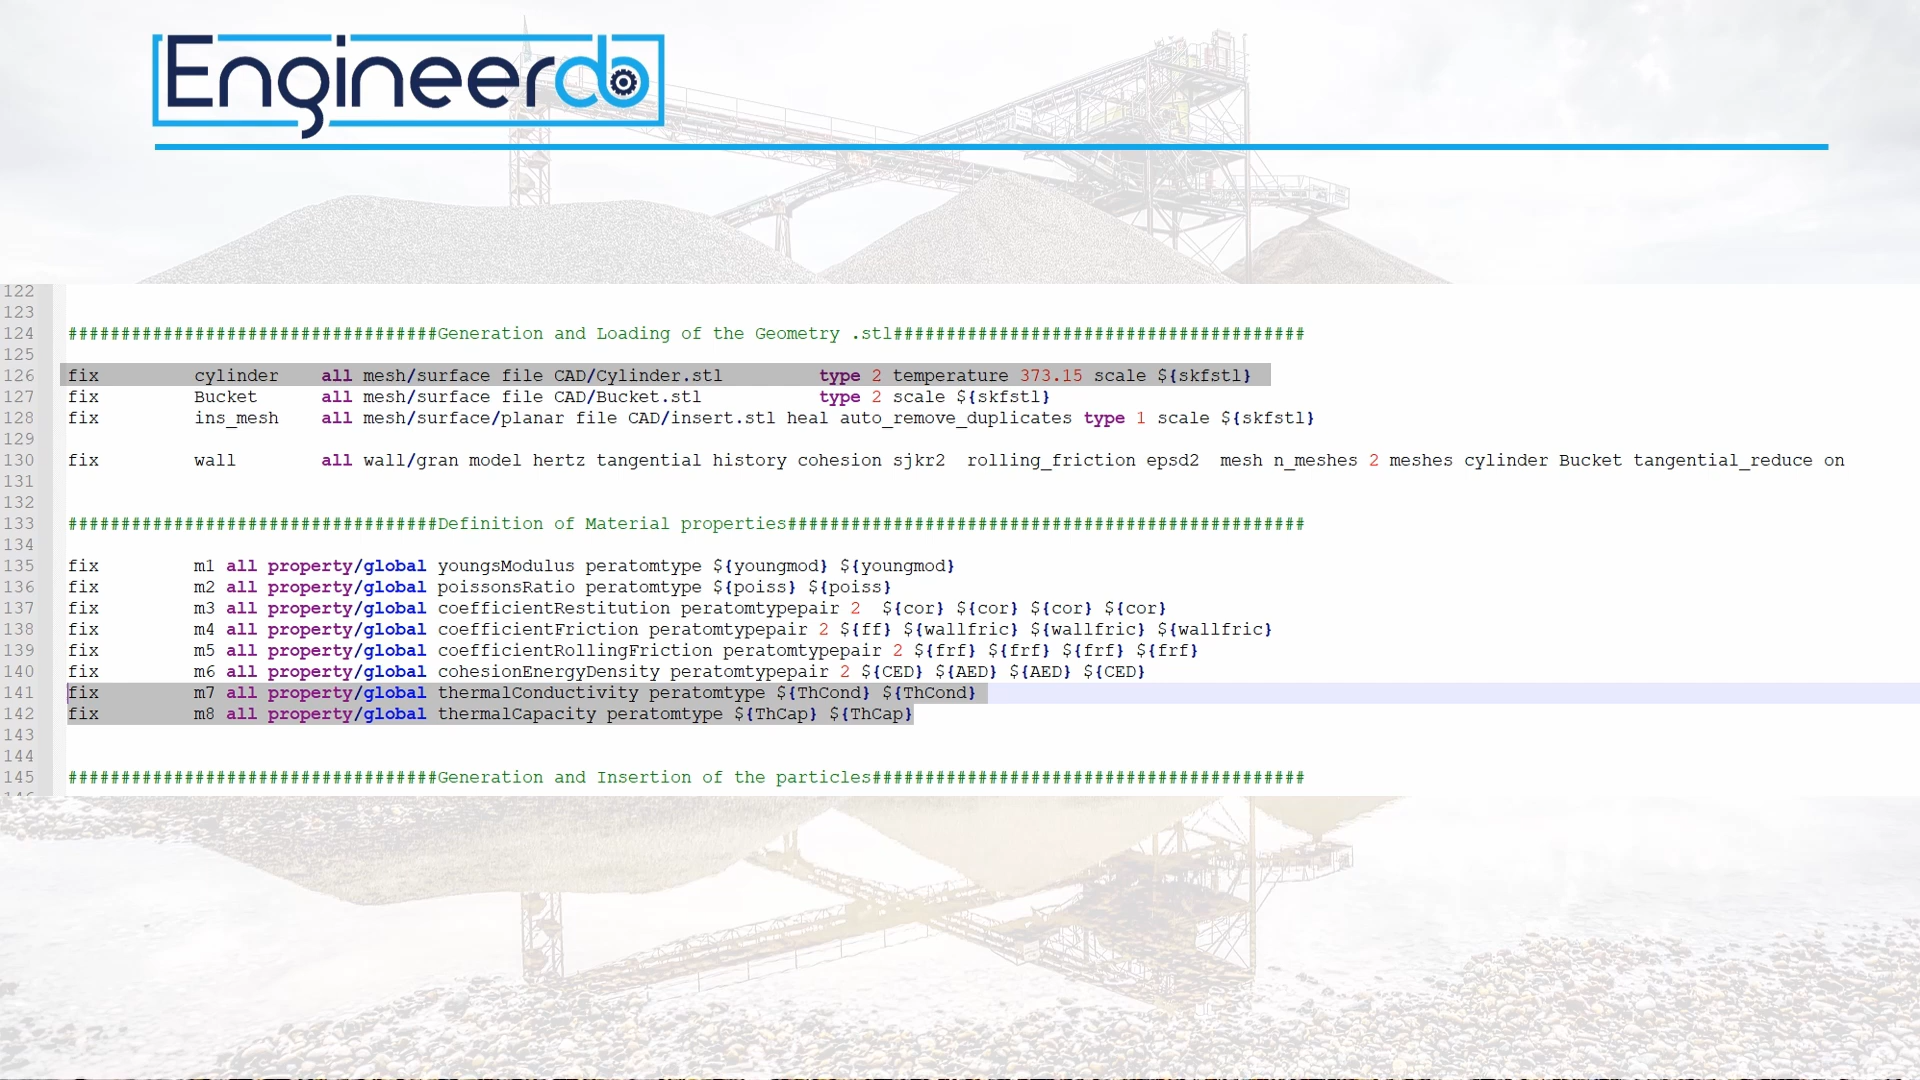 Engineerdo
122
123
124 ###################################Generation and Loading of the Geometry .stl#######################################
125
126 fix cylinder all mesh/surface file CAD/Cylinder.stl type 2 temperature 373.15 scale ${skfstl}
127 fix Bucket all mesh/surface file CAD/Bucket.stl type 2 scale ${skfstl}
128 fix ins_mesh all mesh/surface/planar file CAD/insert.stl heal auto_remove_duplicates type 1 scale ${skfstl}
129
130 fix wall all wall/gran model hertz tangential history cohesion sjkr2 rolling_friction epsd2 mesh n_meshes 2 meshes cylinder Bucket tangential_reduce on
131
132
133 ###################################Definition of Material properties#################################################
134
135 fix m1 all property/global youngsModulus peratomtype ${youngmod} ${youngmod}
136 fix m2 all property/global poissonsRatio peratomtype ${poiss} ${poiss}
137 fix m3 all property/global coefficientRestitution peratomtypepair 2 ${cor} ${cor} ${cor} ${cor}
138 fix m4 all property/global coefficientFriction peratomtypepair 2 ${ff} ${wallfric} ${wallfric} ${wallfric}
139 fix m5 all property/global coefficientRollingFriction peratomtypepair 2 ${frf} ${frf} ${frf} ${frf}
140 fix m6 all property/global cohesionEnergyDensity peratomtypepair 2 ${CED} ${AED} ${AED} ${CED}
141 fix m7 all property/global thermalConductivity peratomtype ${ThCond} ${ThCond}
142 fix m8 all property/global thermalCapacity peratomtype ${ThCap} ${ThCap}
143
144
145 ###################################Generation and Insertion of the particles#########################################